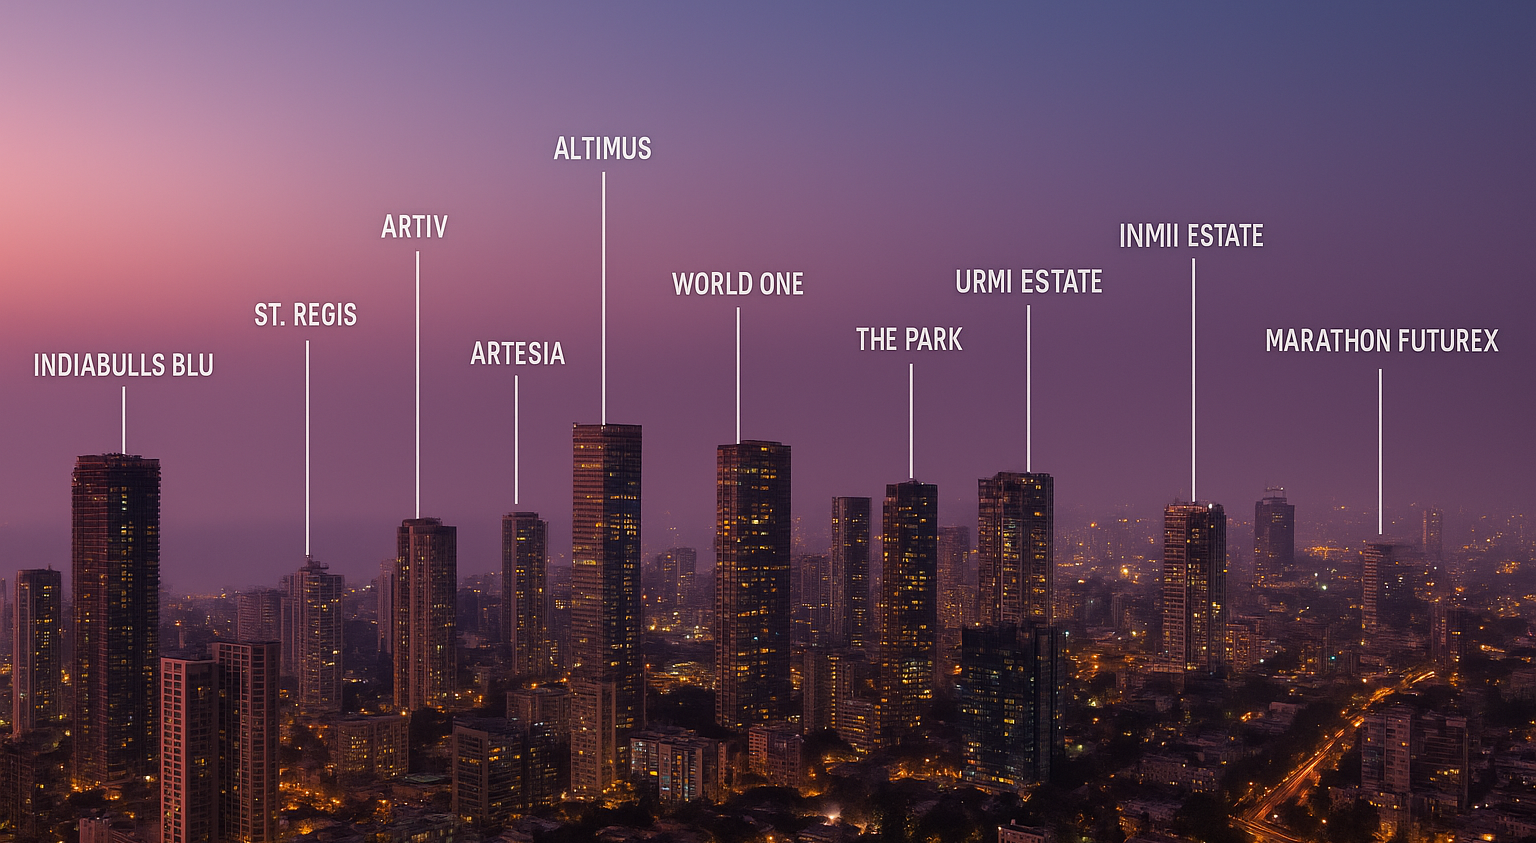 INDIABULLS BLU
ST. REGIS
ARTIV
ARTESIA
ALTIMUS
WORLD ONE
THE PARK
URMI ESTATE
INMII ESTATE
MARATHON FUTUREX